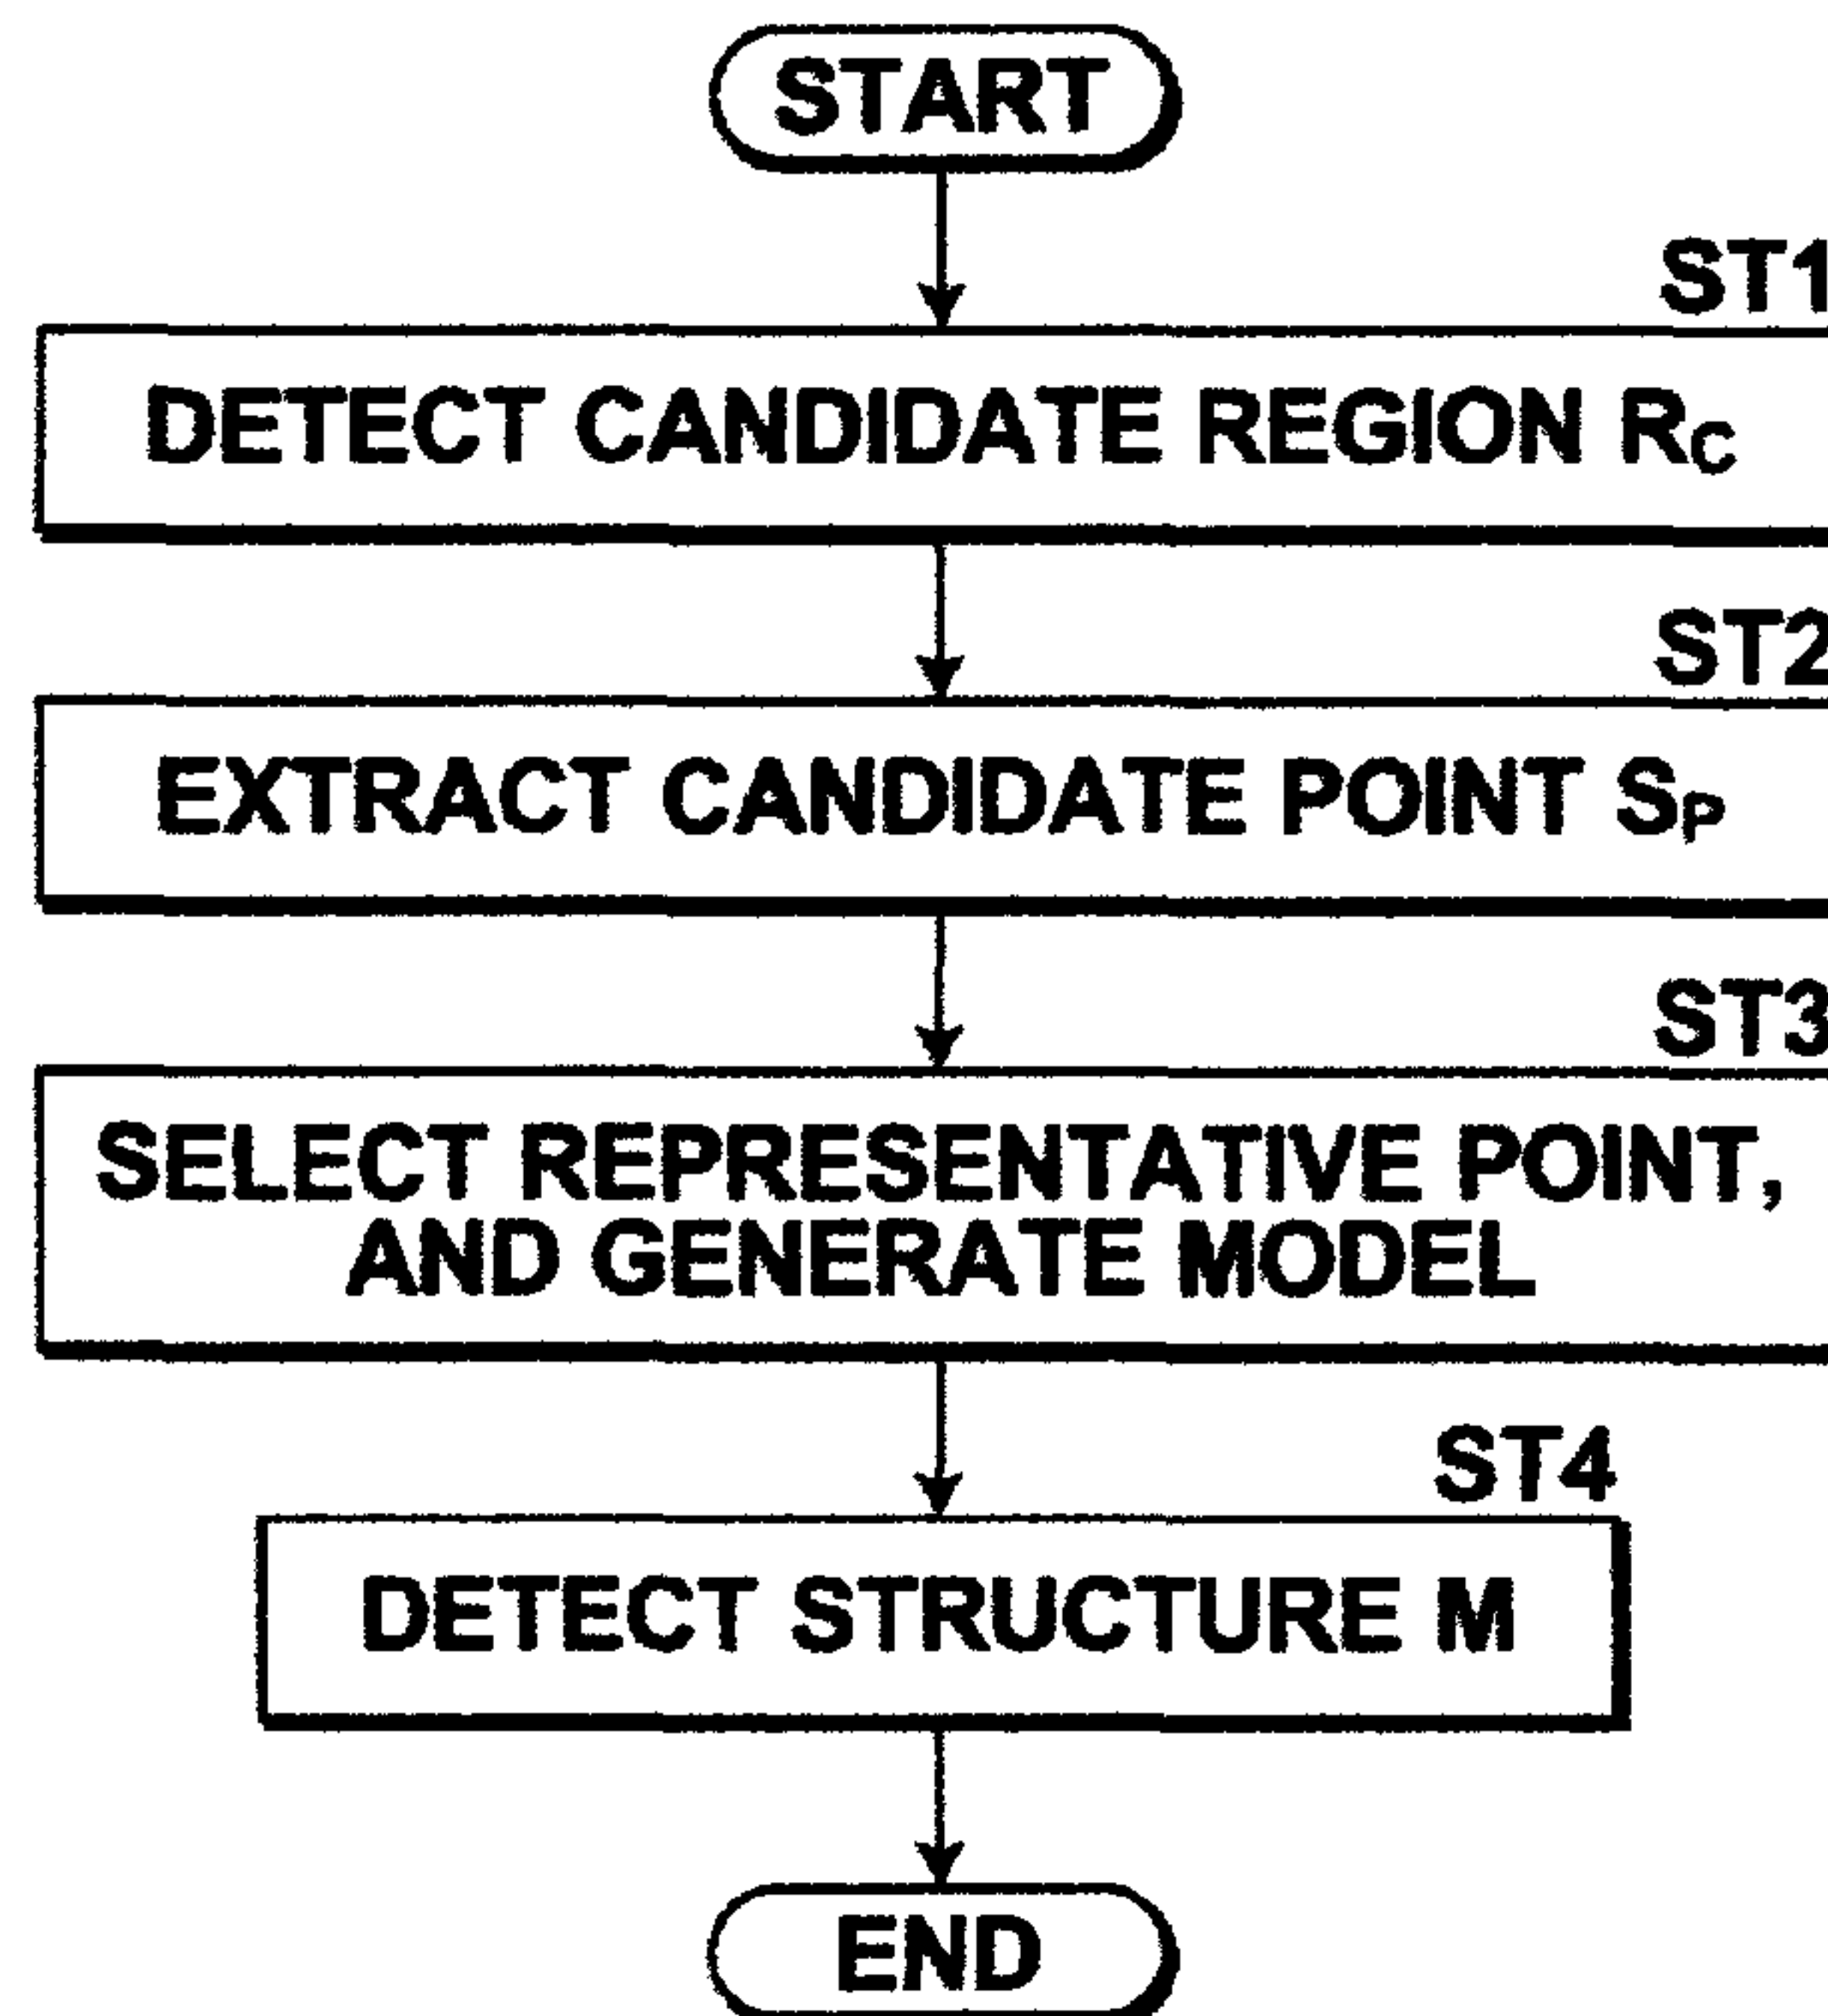 START
ST1
DETECT CANDIDATE REGION RC
ST2
EXTRACT CANDIDATE POINT SP
ST3
SELECT REPRESENTATIVE POINT,
AND GENERATE MODEL
ST4
DETECT STRUCTURE M
END